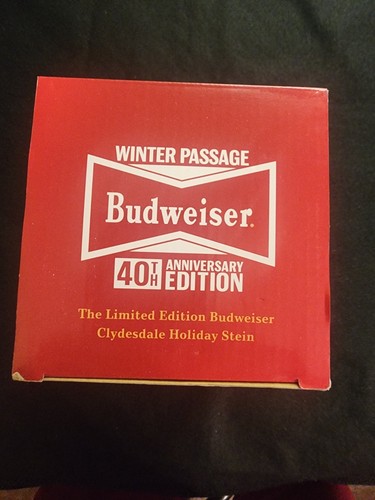 WINTER PASSAGE
Budweiser®
40TH ANNIVERSARY EDITION
The Limited Edition Budweiser
Clydesdale Holiday Stein